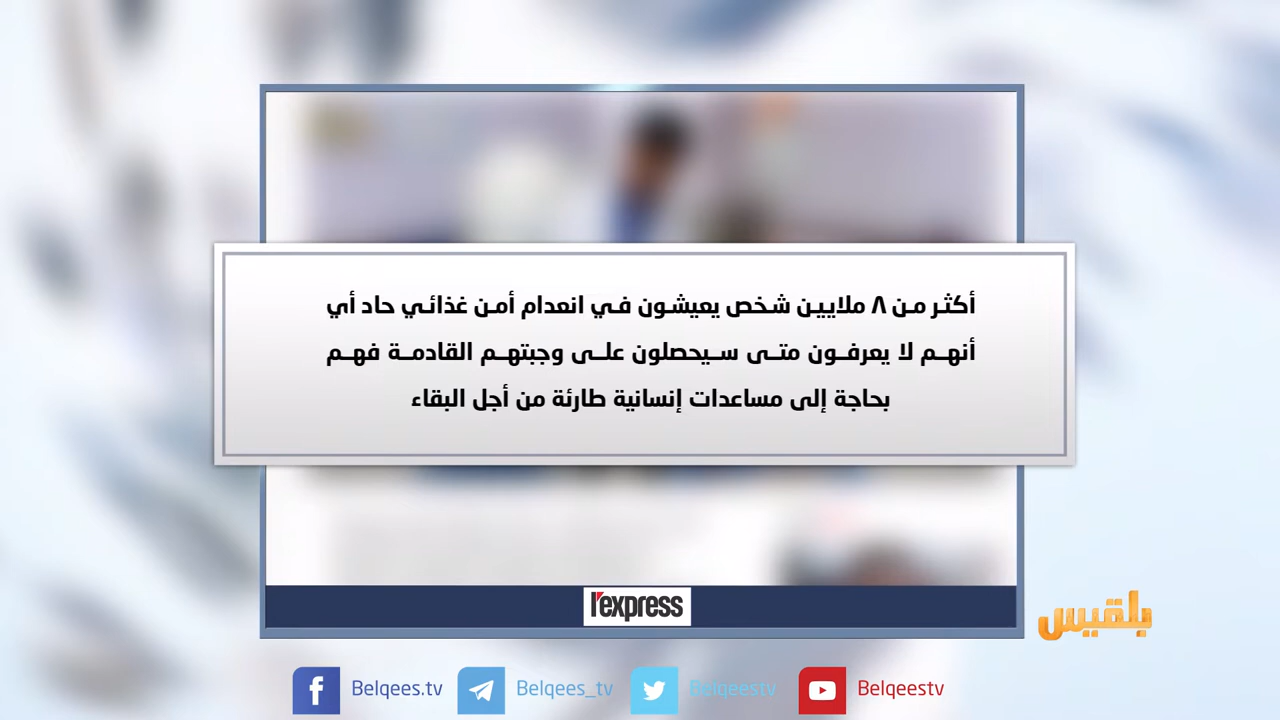 أكثر من ٨ ملايين شخص يعيشون في انعدام أمن غذائي حاد أي
أنهم لا يعرفون متى سيحصلون على وجبتهم القادمة فهم
بحاجة إلى مساعدات إنسانية طارئة من أجل البقاء
l'express
بلقيس
Belqees.tv
Belqees_tv
Belqeestv
Belqeestv